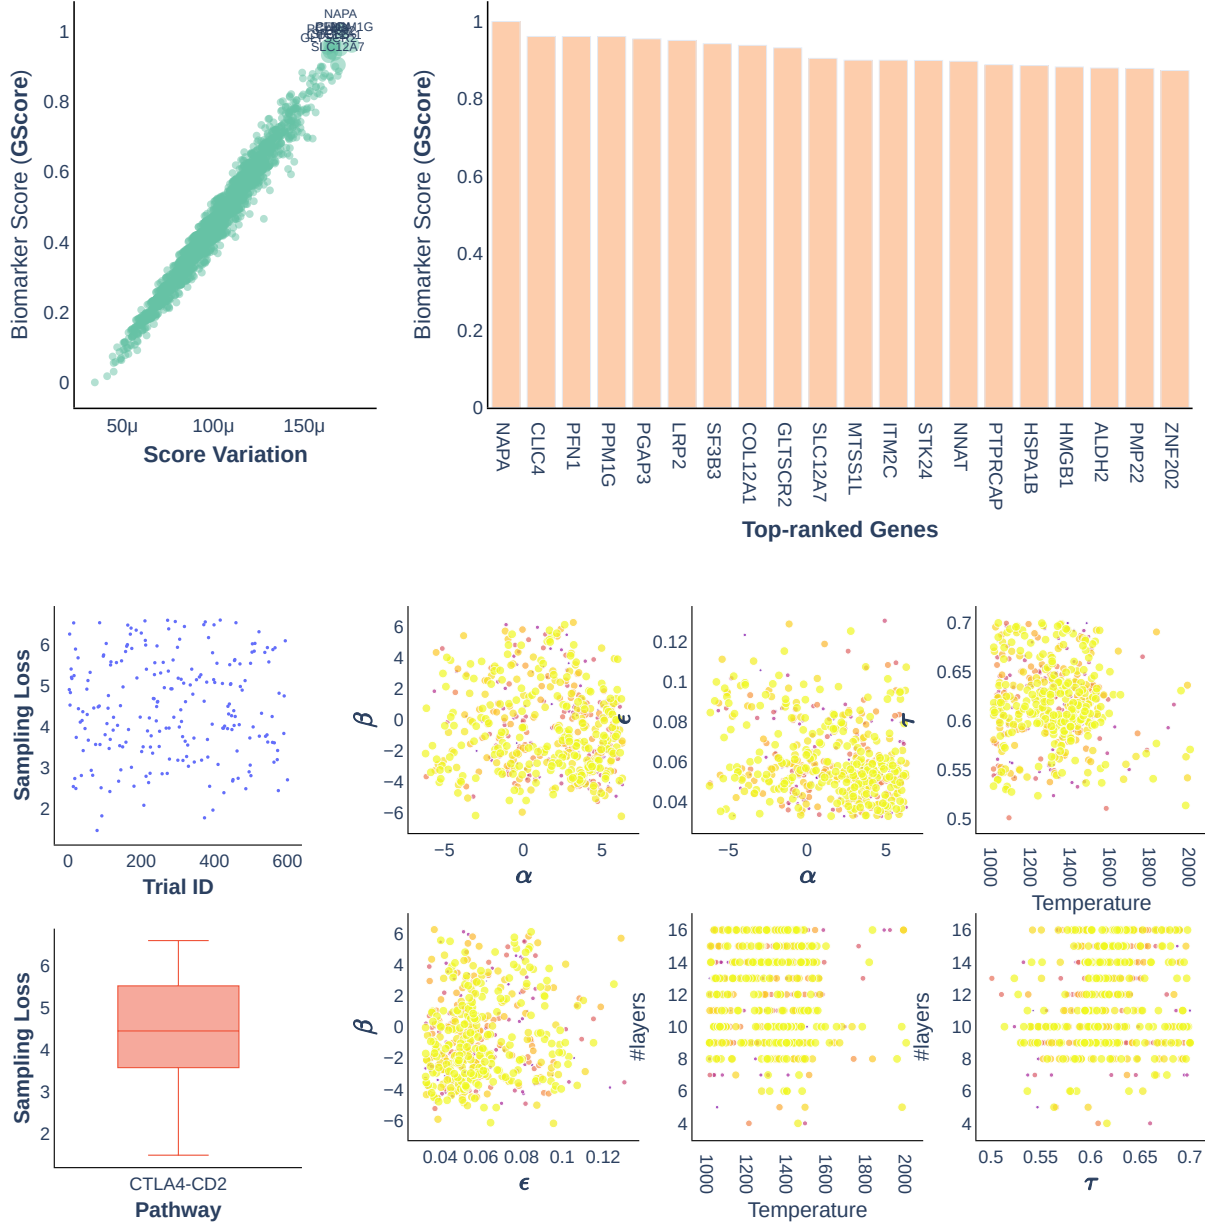 NAPA
PPM1G
GLTSCR2
SLC12A7
1
0.8
0.6
0.4
0.2
0
Biomarker Score (GScore)
50μ 100μ 150μ
Score Variation
1
0.8
0.6
0.4
0.2
0
Biomarker Score (GScore)
NAPA
CLIC4
PFN1
PPM1G
PGAP3
LRP2
SF3B3
COL12A1
GLTSCR2
SLC12A7
MTSS1L
ITM2C
STK24
NNAT
PTPRCAP
HSPA1B
HMGB1
ALDH2
PMP22
ZNF202
Top-ranked Genes
6
5
4
3
2
Sampling Loss
0 200 400 600
Trial ID
6
4
2
0
−2
−4
−6
β
−5 0 5
α
0.12
0.1
0.08
0.06
0.04
ϵ
−5 0 5
α
0.7
0.65
0.6
0.55
0.5
τ
1000
1200
1400
1600
1800
2000
Temperature
6
5
4
3
2
Sampling Loss
CTLA4-CD2
Pathway
6
4
2
0
−2
−4
−6
β
0.04 0.06 0.08 0.1 0.12
ϵ
16
14
12
10
8
6
4
#layers
1000
1200
1400
1600
1800
2000
Temperature
16
14
12
10
8
6
4
#layers
0.5 0.55 0.6 0.65 0.7
τ